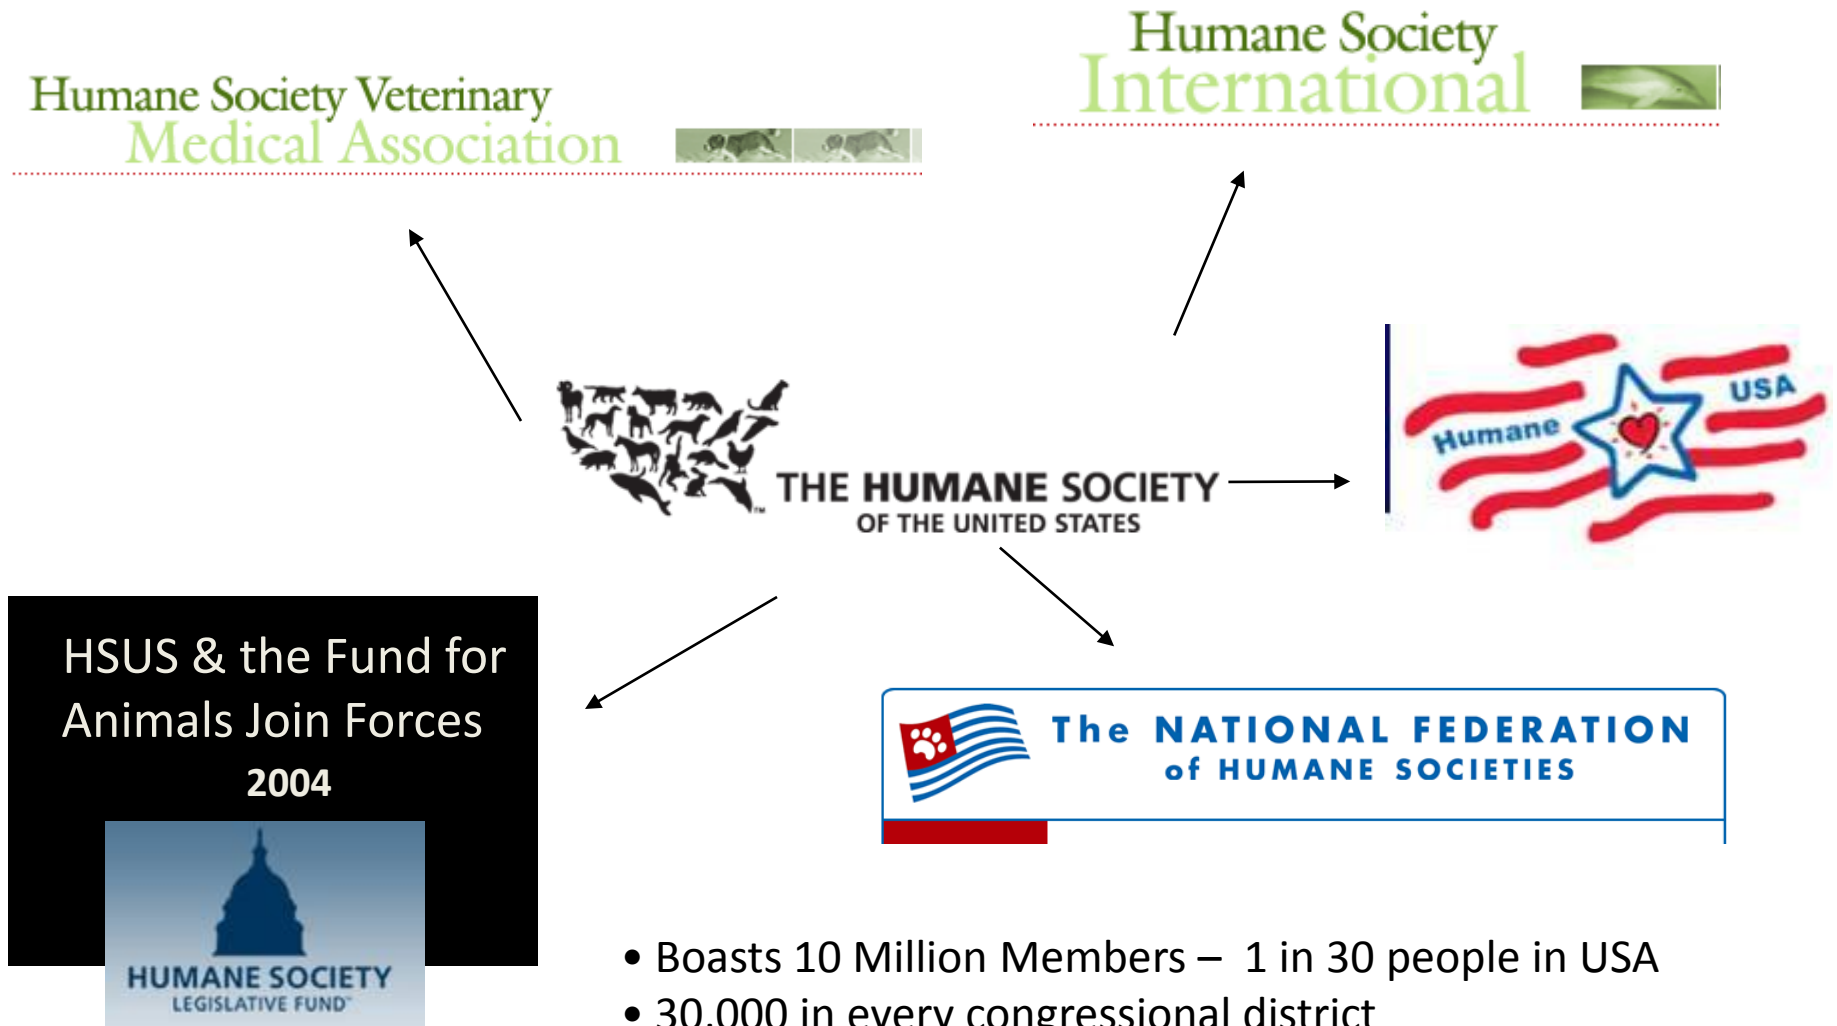 Humane Society Veterinary
Medical Association
Humane Society
International
THE HUMANE SOCIETY
OF THE UNITED STATES
™
Humane
USA
HSUS & the Fund for
Animals Join Forces
2004
HUMANE SOCIETY
LEGISLATIVE FUND™
The NATIONAL FEDERATION
of HUMANE SOCIETIES
• Boasts 10 Million Members – 1 in 30 people in USA
• 30,000 in every congressional district